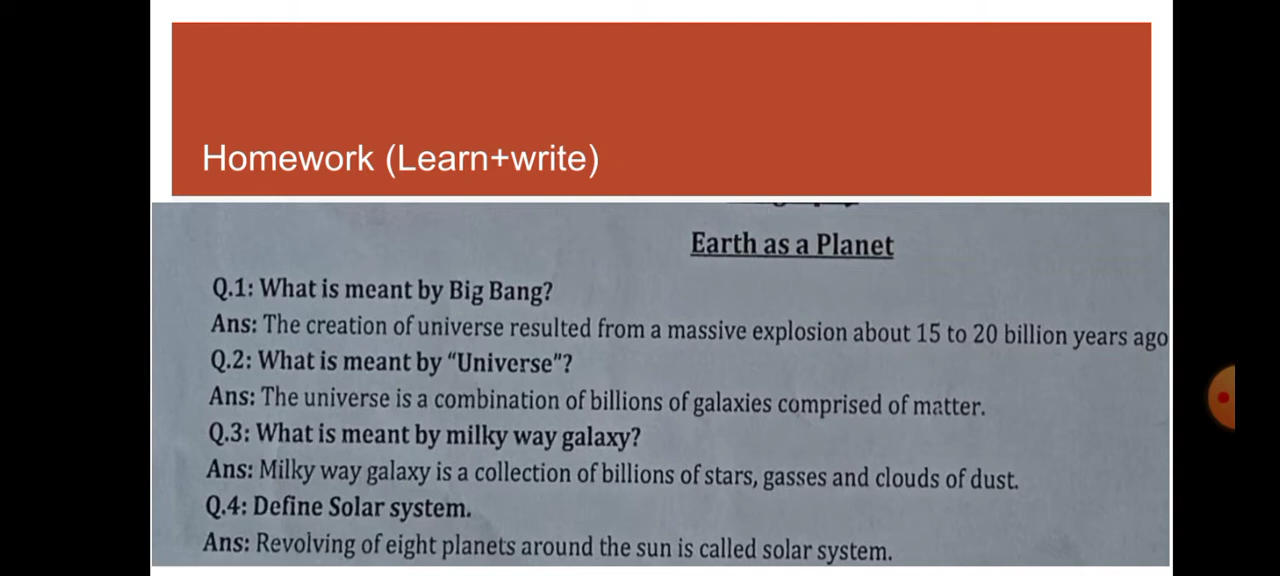 Homework (Learn+write)
Earth as a Planet
Q.1: What is meant by Big Bang?
Ans: The creation of universe resulted from a massive explosion about 15 to 20 billion years ago
Q.2: What is meant by “Universe”?
Ans: The universe is a combination of billions of galaxies comprised of matter.
Q.3: What is meant by milky way galaxy?
Ans: Milky way galaxy is a collection of billions of stars, gasses and clouds of dust.
Q.4: Define Solar system.
Ans: Revolving of eight planets around the sun is called solar system.